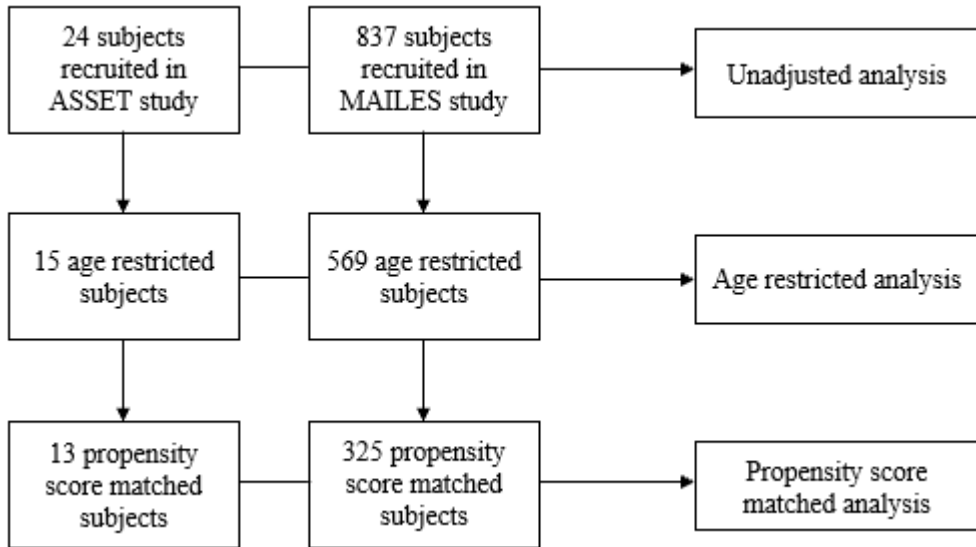 24 subjects
recruited in
ASSET study
837 subjects
recruited in
MAILES study
Unadjusted analysis
15 age restricted
subjects
569 age restricted
subjects
Age restricted analysis
13 propensity
score matched
subjects
325 propensity
score matched
subjects
Propensity score
matched analysis